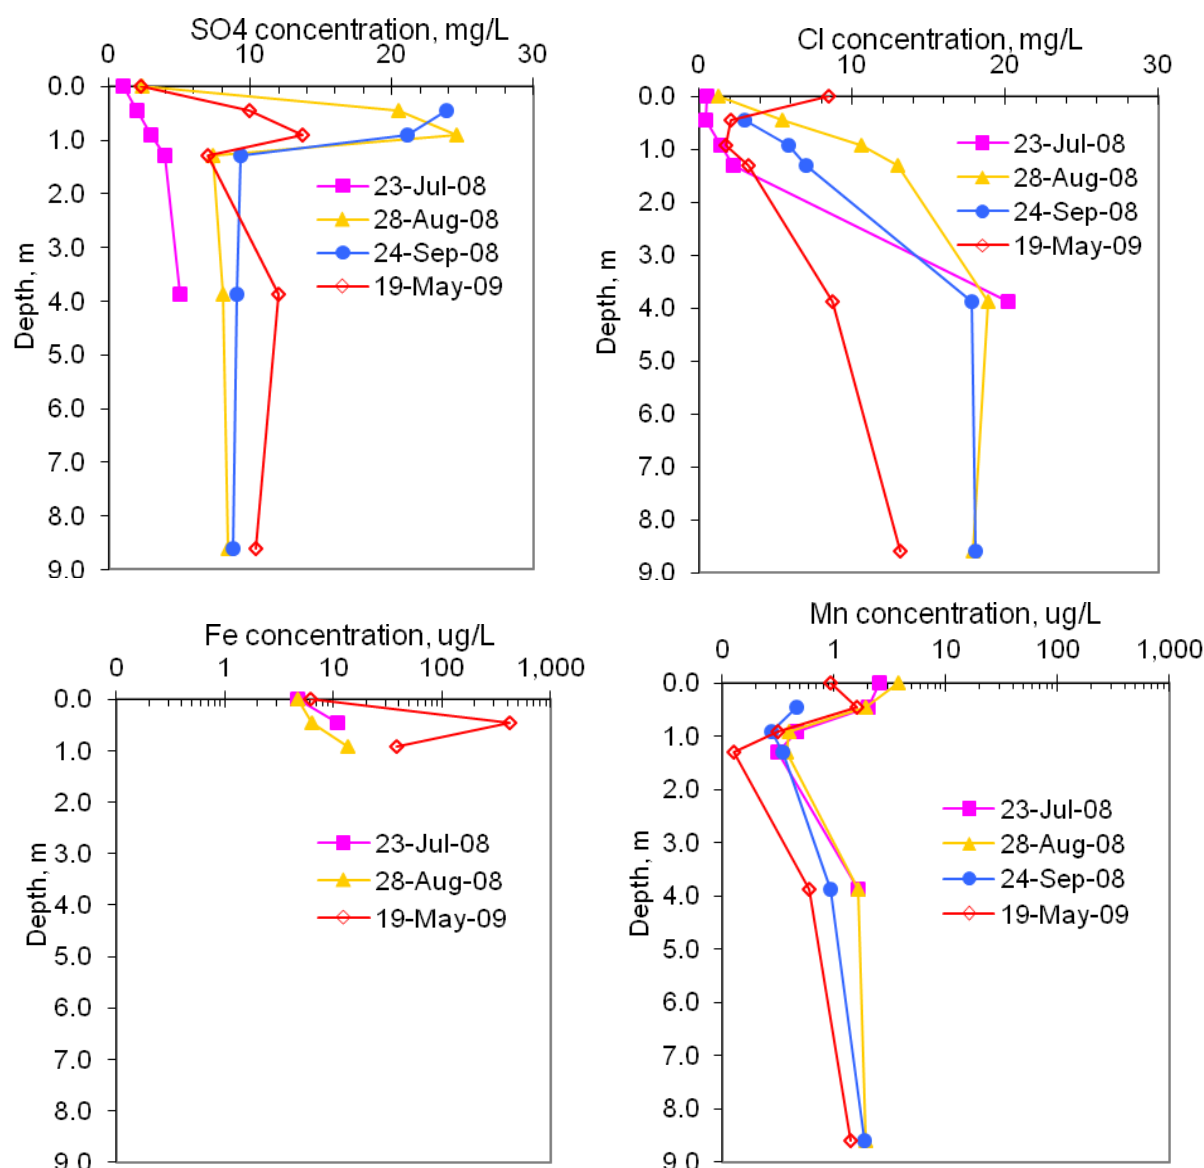 SO4 concentration, mg/L
0 10 20 30
0.0
1.0
2.0
3.0
4.0
5.0
6.0
7.0
8.0
9.0
Depth, m
23-Jul-08
28-Aug-08
24-Sep-08
19-May-09
Cl concentration, mg/L
0 10 20 30
0.0
1.0
2.0
3.0
4.0
5.0
6.0
7.0
8.0
9.0
Depth, m
23-Jul-08
28-Aug-08
24-Sep-08
19-May-09
Fe concentration, ug/L
0 1 10 100 1,000
0.0
1.0
2.0
3.0
4.0
5.0
6.0
7.0
8.0
9.0
Depth, m
23-Jul-08
28-Aug-08
19-May-09
Mn concentration, ug/L
0 1 10 100 1,000
0.0
1.0
2.0
3.0
4.0
5.0
6.0
7.0
8.0
9.0
Depth, m
23-Jul-08
28-Aug-08
24-Sep-08
19-May-09